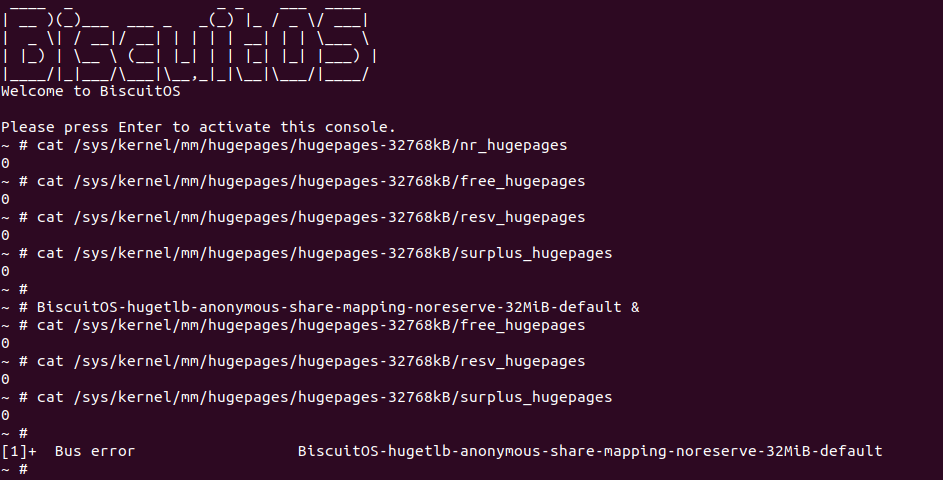 ____  _                _ _    ___  ____
| __ )(_)___  ___ _   _(_) |_ / _ \/ ___|
|  _ \| / __|/ __| | | | | __| | | \___ \
| |_) | \__ \ (__| |_| | | |_| |_| |___) |
|____/|_|___/\___|\__,_|_|\__|\___/|____/
Welcome to BiscuitOS
Please press Enter to activate this console.
~ # cat /sys/kernel/mm/hugepages/hugepages-32768kB/nr_hugepages
0
~ # cat /sys/kernel/mm/hugepages/hugepages-32768kB/free_hugepages
0
~ # cat /sys/kernel/mm/hugepages/hugepages-32768kB/resv_hugepages
0
~ # cat /sys/kernel/mm/hugepages/hugepages-32768kB/surplus_hugepages
0
~ #
~ # BiscuitOS-hugetlb-anonymous-share-mapping-noreserve-32MiB-default &
~ # cat /sys/kernel/mm/hugepages/hugepages-32768kB/free_hugepages
0
~ # cat /sys/kernel/mm/hugepages/hugepages-32768kB/resv_hugepages
0
~ # cat /sys/kernel/mm/hugepages/hugepages-32768kB/surplus_hugepages
0
~ #
[1]+  Bus error                  BiscuitOS-hugetlb-anonymous-share-mapping-noreserve-32MiB-default
~ #